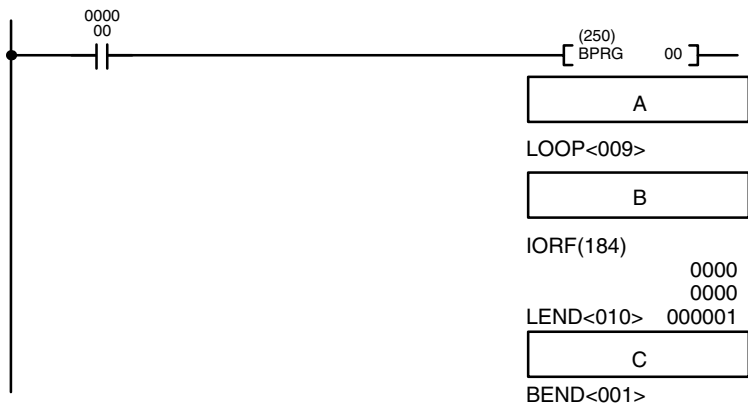 0000
00
(250)
BPRG 00
A
LOOP<009>
B
IORF(184)
0000
0000
LEND<010> 000001
C
BEND<001>